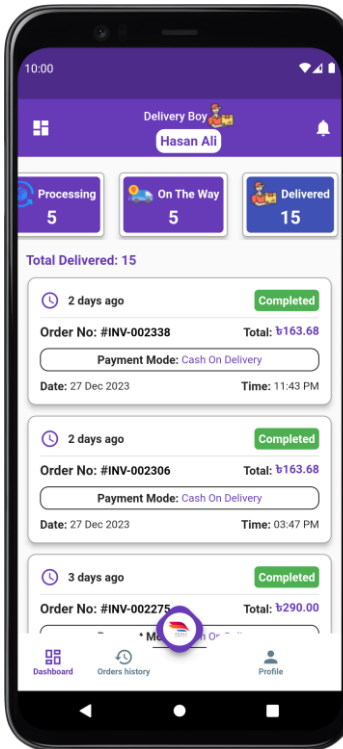 10:00
Delivery Boy
Hasan Ali
Processing
5
On The Way
5
Delivered
15
Total Delivered: 15
2 days ago
Completed
Order No: #INV-002338
Total: ৳163.68
Payment Mode: Cash On Delivery
Date: 27 Dec 2023
Time: 11:43 PM
2 days ago
Completed
Order No: #INV-002306
Total: ৳163.68
Payment Mode: Cash On Delivery
Date: 27 Dec 2023
Time: 03:47 PM
3 days ago
Completed
Order No: #INV-002275
Total: ৳290.00
Dashboard
Orders history
Profile